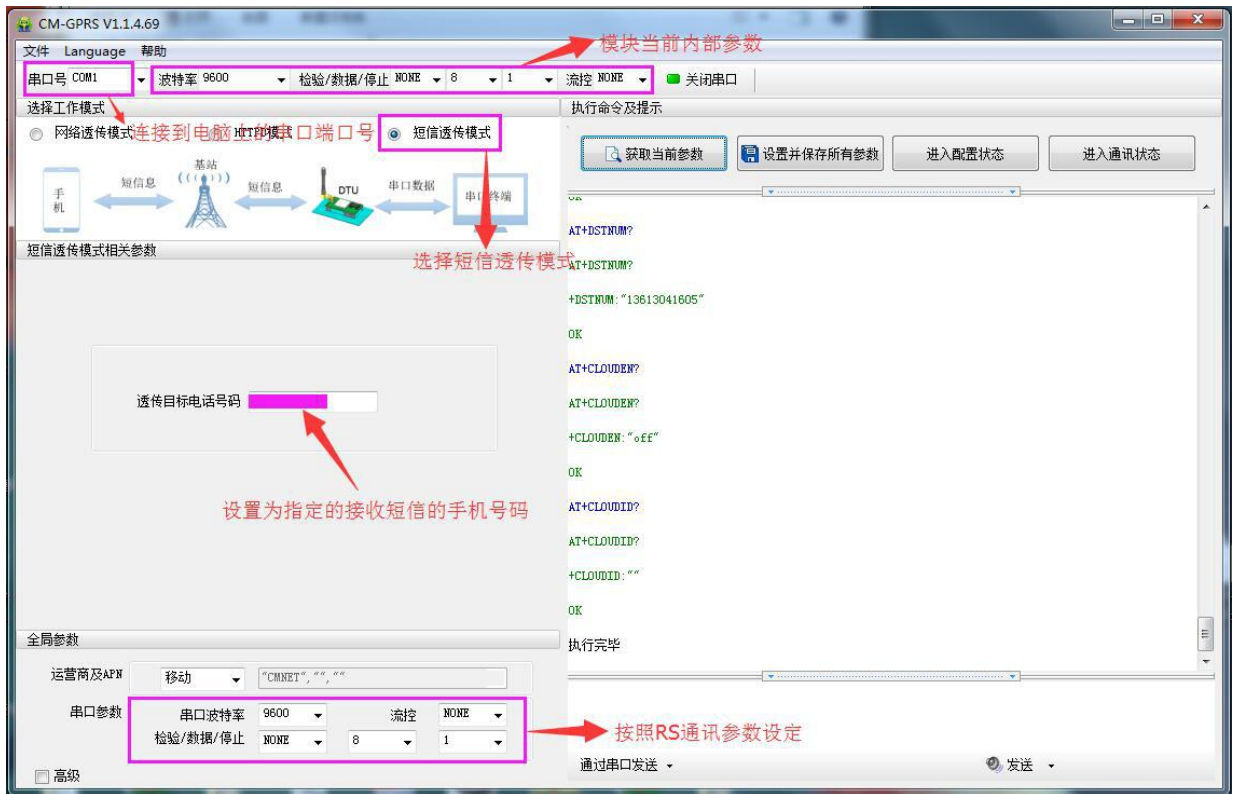 CM-GPRS V1.1.4.69
文件 Language 帮助
模块当前内部参数
串口号 COM1 波特率 9600 检验/数据/停止 NONE 8 1 流控 NONE 关闭串口
选择工作模式
网络透传模式 HTTPD模式 短信透传模式
连接到电脑上的串口端口号
基站
手机 短信息 短信息 DTU 串口数据 串口终端
选择短信透传模式
短信透传模式相关参数
透传目标电话号码
设置为指定的接收短信的手机号码
全局参数
运营商及APN 移动 "CMNET","",""
串口参数 串口波特率 9600 流控 NONE
检验/数据/停止 NONE 8 1
按照RS通讯参数设定
高级
执行命令及提示
获取当前参数 设置并保存所有参数 进入配置状态 进入通讯状态
OK
AT+DSTNUM?
AT+DSTNUM?
+DSTNUM:"13613041605"
OK
AT+CLOUDEN?
AT+CLOUDEN?
+CLOUDEN:"off"
OK
AT+CLOUDID?
AT+CLOUDID?
+CLOUDID:""
OK
执行完毕
通过串口发送 发送